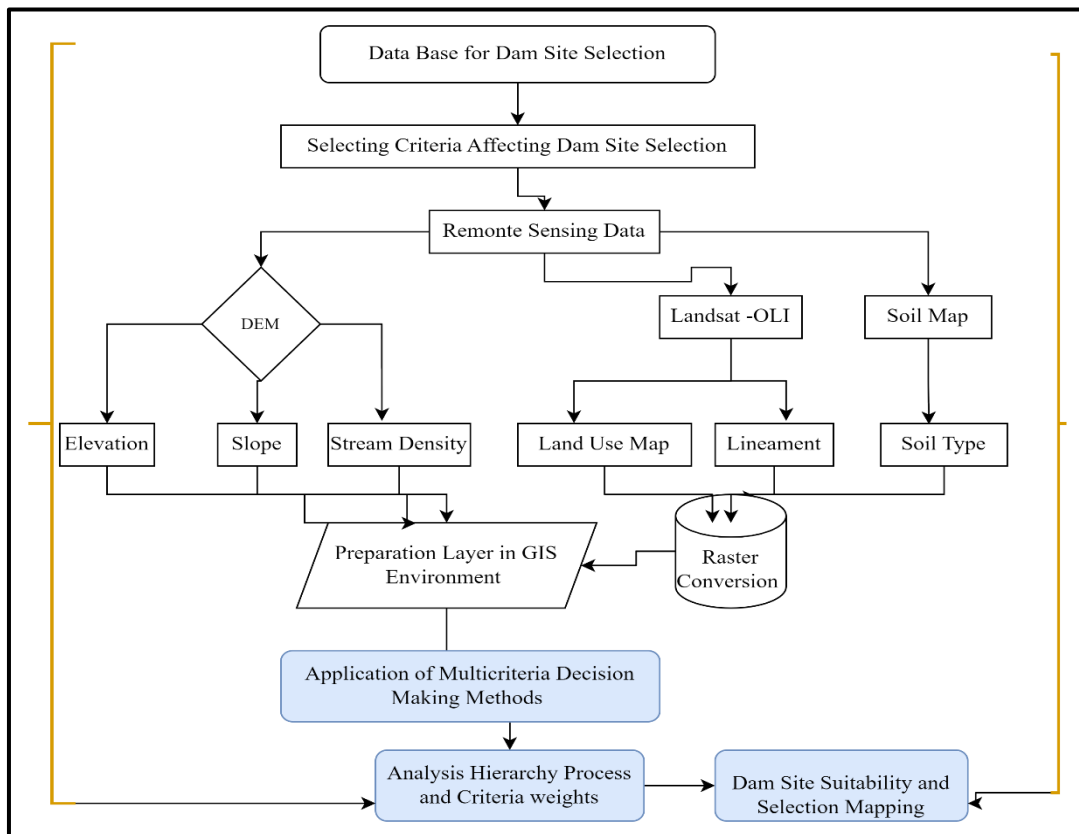 Data Base for Dam Site Selection
Selecting Criteria Affecting Dam Site Selection
Remonte Sensing Data
DEM
Landsat -OLI
Soil Map
Elevation
Slope
Stream Density
Land Use Map
Lineament
Soil Type
Preparation Layer in GIS
Environment
Raster
Conversion
Application of Multicriteria Decision
Making Methods
Analysis Hierarchy Process
and Criteria weights
Dam Site Suitability and
Selection Mapping